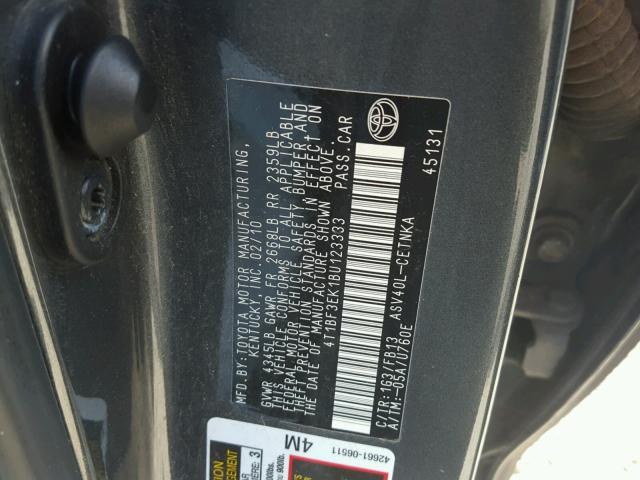 MFD.BY:TOYOTA MOTOR MANUFACTURING,
KENTUCKY, INC. 02/10
GVWR 4345LB GAWR FR 2668LB RR 2359LB
THIS VEHICLE CONFORMS TO ALL APPLICABLE
FEDERAL MOTOR VEHICLE SAFETY, BUMPER, AND
THEFT PREVENTION STANDARDS IN EFFECT ON
THE DATE OF MANUFACTURE SHOWN ABOVE.
4T1BF3EK1BU123333 PASS.CAR
C/TR:1G3/FB13 ASV40L-CETNKA
A/TM:-05A/U760E 45131
4M
42661-06511